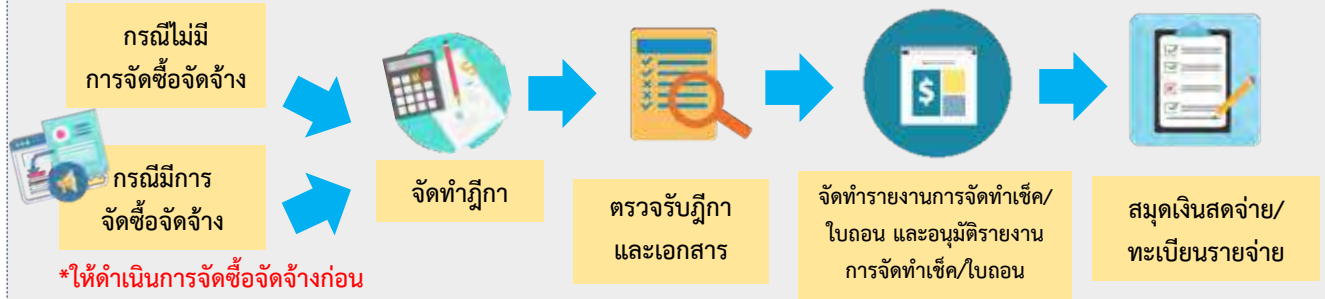 กรณีไม่มี
การจัดซื้อจัดจ้าง
กรณีมีการ
จัดซื้อจัดจ้าง
*ให้ดำเนินการจัดซื้อจัดจ้างก่อน
จัดทำฎีกา
ตรวจรับฎีกา
และเอกสาร
จัดทำรายงานการจัดทำเช็ค/
ใบถอน และอนุมัติรายงาน
การจัดทำเช็ค/ใบถอน
สมุดเงินสดจ่าย/
ทะเบียนรายจ่าย